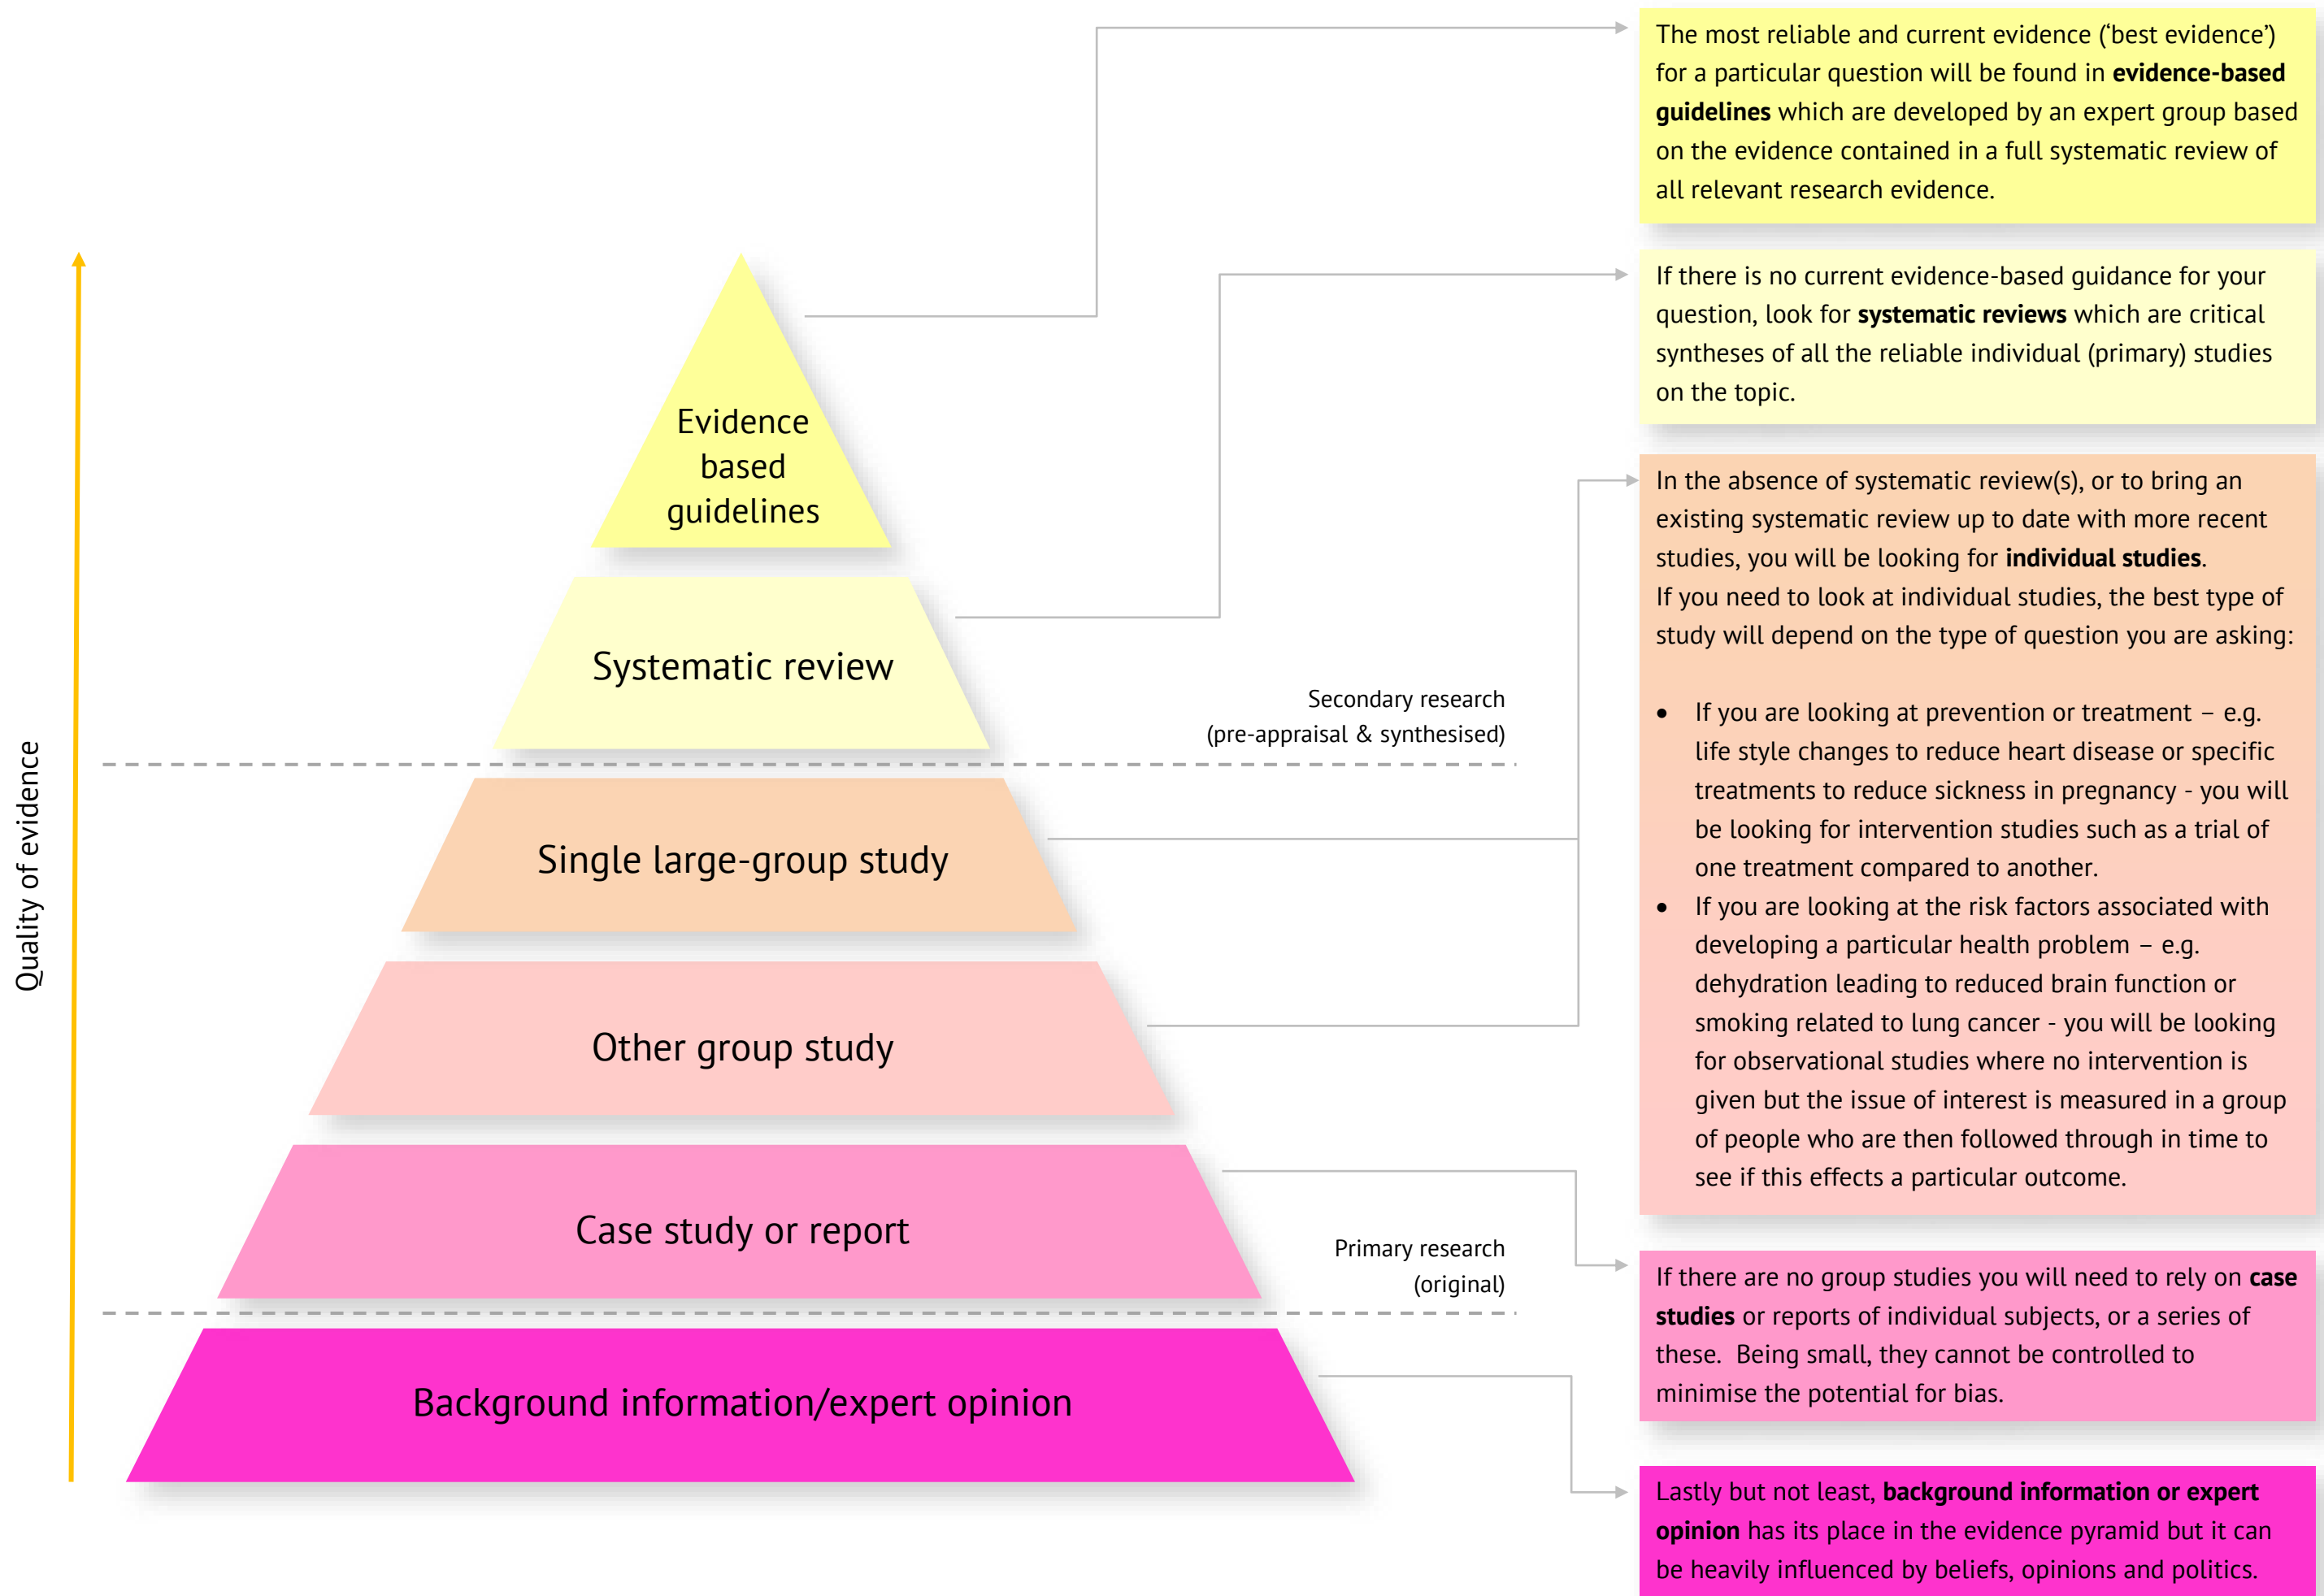 The most reliable and current evidence (‘best evidence’)
for a particular question will be found in evidence-based
guidelines which are developed by an expert group based
on the evidence contained in a full systematic review of
all relevant research evidence.
If there is no current evidence-based guidance for your
question, look for systematic reviews which are critical
syntheses of all the reliable individual (primary) studies
on the topic.
In the absence of systematic review(s), or to bring an
existing systematic review up to date with more recent
studies, you will be looking for individual studies.
If you need to look at individual studies, the best type of
study will depend on the type of question you are asking:
• If you are looking at prevention or treatment – e.g.
life style changes to reduce heart disease or specific
treatments to reduce sickness in pregnancy - you will
be looking for intervention studies such as a trial of
one treatment compared to another.
• If you are looking at the risk factors associated with
developing a particular health problem – e.g.
dehydration leading to reduced brain function or
smoking related to lung cancer - you will be looking
for observational studies where no intervention is
given but the issue of interest is measured in a group
of people who are then followed through in time to
see if this effects a particular outcome.
If there are no group studies you will need to rely on case
studies or reports of individual subjects, or a series of
these. Being small, they cannot be controlled to
minimise the potential for bias.
Lastly but not least, background information or expert
opinion has its place in the evidence pyramid but it can
be heavily influenced by beliefs, opinions and politics.
Quality of evidence
Evidence
based
guidelines
Systematic review
Secondary research
(pre-appraisal & synthesised)
Single large-group study
Other group study
Case study or report
Primary research
(original)
Background information/expert opinion